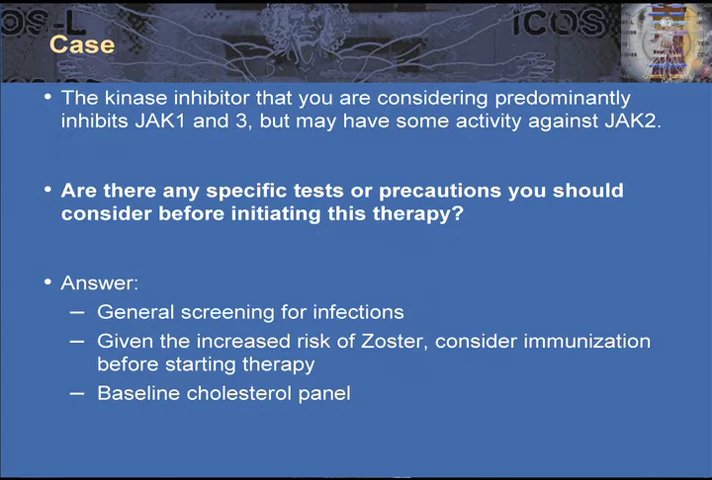 OS-L
ICOS
Case
• The kinase inhibitor that you are considering predominantly
inhibits JAK1 and 3, but may have some activity against JAK2.
• Are there any specific tests or precautions you should
consider before initiating this therapy?
• Answer:
– General screening for infections
– Given the increased risk of Zoster, consider immunization
before starting therapy
– Baseline cholesterol panel